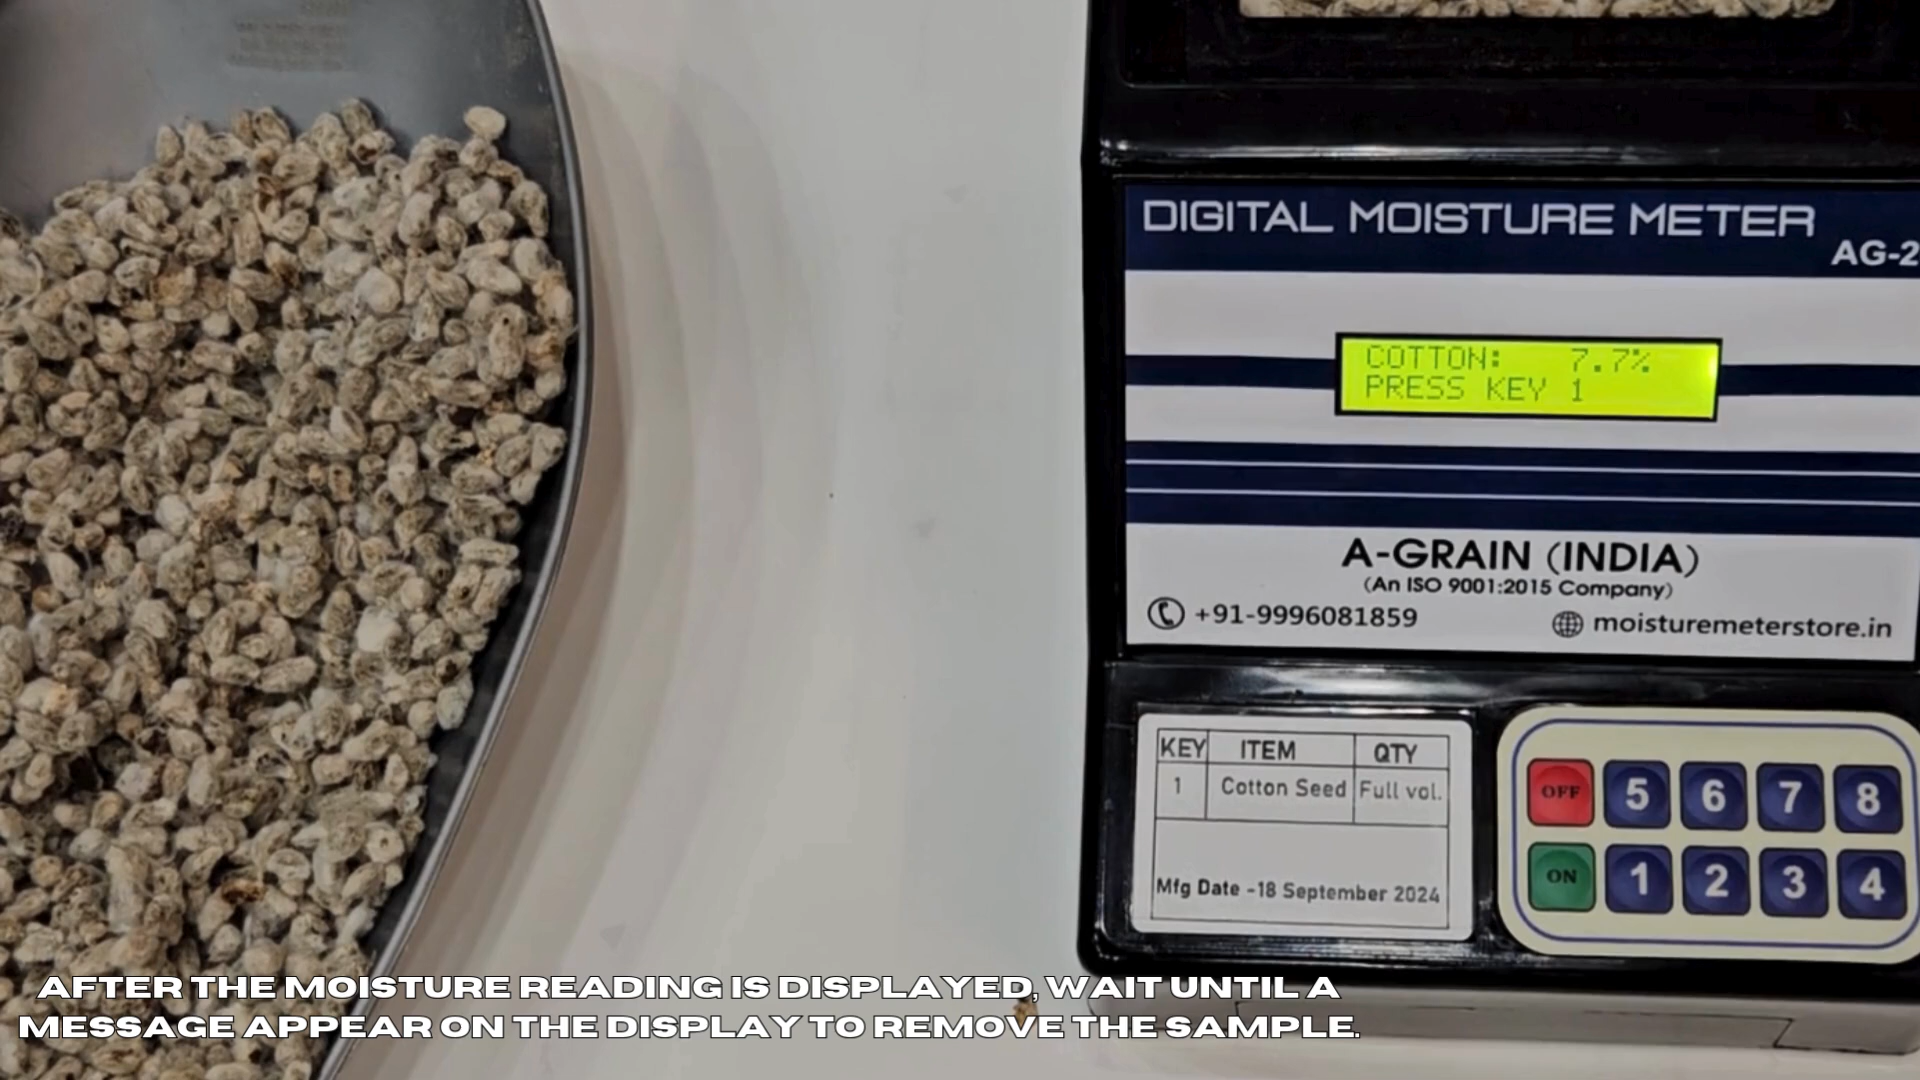 DIGITAL MOISTURE METER
AG-2
COTTON: 7.7%
PRESS KEY 1
A-GRAIN (INDIA)
(An ISO 9001:2015 Company)
+91-9996081859 moisturemeterstore.in
KEY ITEM QTY
1 Cotton Seed Full vol.
Mfg Date -18 September 2024
OFF 5 6 7 8
ON 1 2 3 4
AFTER THE MOISTURE READING IS DISPLAYED, WAIT UNTIL A
MESSAGE APPEAR ON THE DISPLAY TO REMOVE THE SAMPLE.